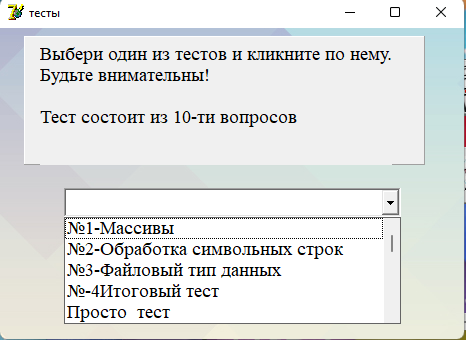 тесты
Выбери один из тестов и кликните по нему.
Будьте внимательны!
Тест состоит из 10-ти вопросов
№1-Массивы
№2-Обработка символьных строк
№3-Файловый тип данных
№-4Итоговый тест
Просто тест